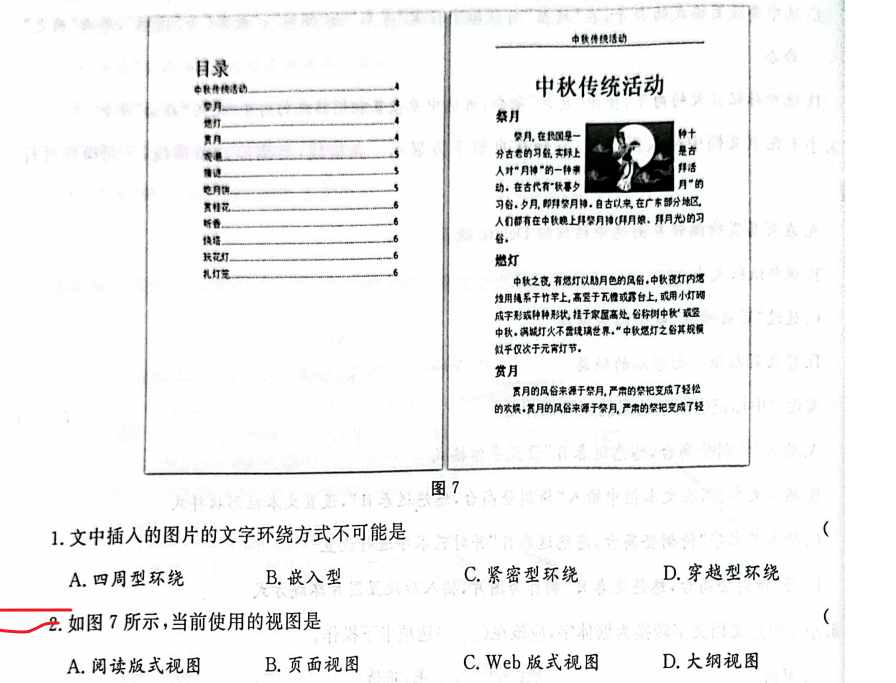 目录
中秋传统活动........................4
祭月........................4
燃灯........................4
赏月........................4
观潮........................5
猜谜........................5
吃月饼........................5
赏桂花........................6
听香........................6
烧塔........................6
玩花灯........................6
扎灯笼........................6
中秋传统活动
中秋传统活动
祭月
祭月,在我国是一 种十
分古老的习俗,实际上 是古
人对“月神”的一种崇 拜活
动。在古代有“秋暮夕 月”的
习俗。夕月,即拜祭月神。自古以来,在广东部分地区,
人们都有在中秋晚上拜祭月神(拜月娘、拜月光)的习
俗。
燃灯
中秋之夜,有燃灯以助月色的风俗。中秋夜灯内燃
烛用绳系于竹竿上,高竖于瓦檐或露台上,或用小灯砌
成字形或种种形状,挂于家屋高处,俗称树中秋'或竖
中秋。满城灯火不啻琉璃世界。“中秋燃灯之俗其规模
似乎仅次于元宵灯节。
赏月
赏月的风俗来源于祭月,严肃的祭祀变成了轻松
的欢娱。赏月的风俗来源于祭月,严肃的祭祀变成了轻
图 7
1. 文中插入的图片的文字环绕方式不可能是 (
A. 四周型环绕 B. 嵌入型 C. 紧密型环绕 D. 穿越型环绕
2. 如图 7 所示,当前使用的视图是 (
A. 阅读版式视图 B. 页面视图 C. Web 版式视图 D. 大纲视图